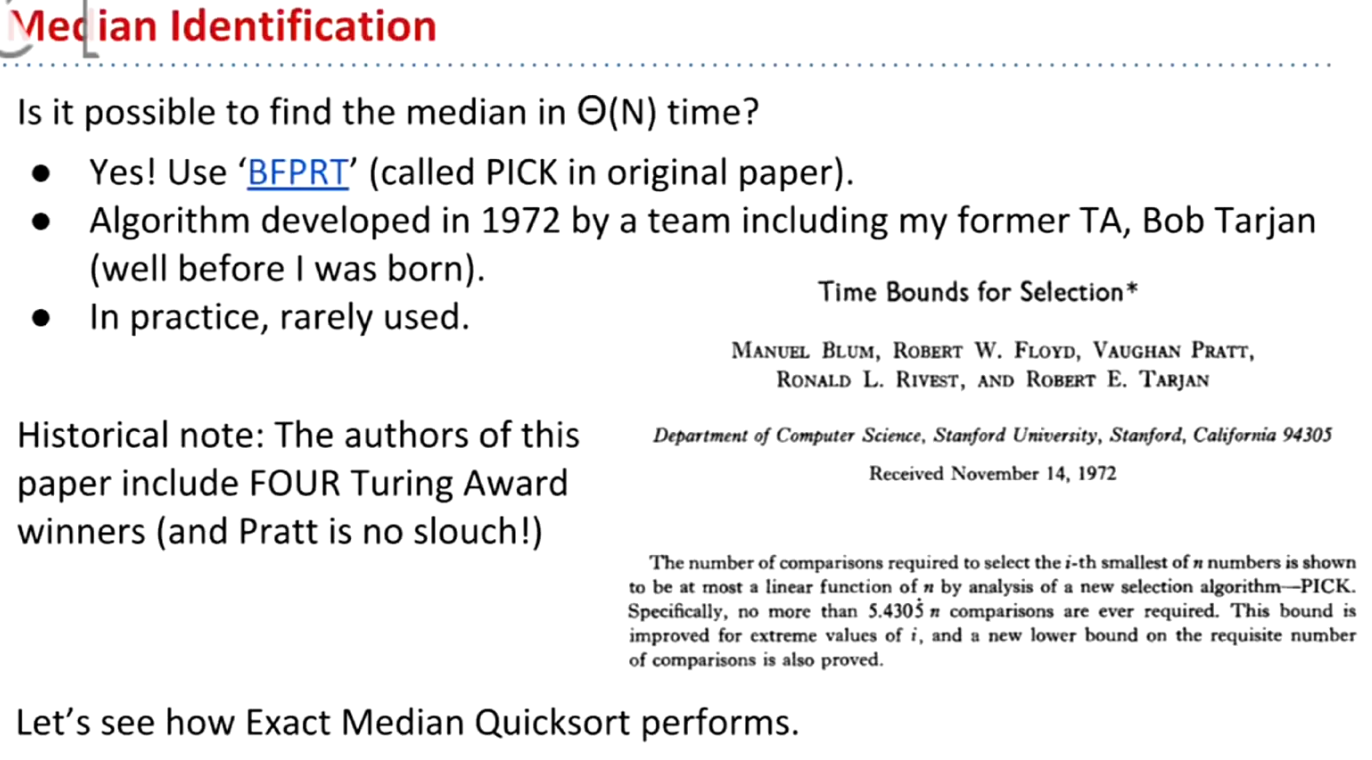 Median Identification
Is it possible to find the median in Θ(N) time?
● Yes! Use ‘BFPRT’ (called PICK in original paper).
● Algorithm developed in 1972 by a team including my former TA, Bob Tarjan
(well before I was born).
● In practice, rarely used.
Historical note: The authors of this
paper include FOUR Turing Award
winners (and Pratt is no slouch!)
Time Bounds for Selection*
MANUEL BLUM, ROBERT W. FLOYD, VAUGHAN PRATT,
RONALD L. RIVEST, AND ROBERT E. TARJAN
Department of Computer Science, Stanford University, Stanford, California 94305
Received November 14, 1972
The number of comparisons required to select the i-th smallest of n numbers is shown
to be at most a linear function of n by analysis of a new selection algorithm—PICK.
Specifically, no more than 5.4305̇ n comparisons are ever required. This bound is
improved for extreme values of i, and a new lower bound on the requisite number
of comparisons is also proved.
Let’s see how Exact Median Quicksort performs.